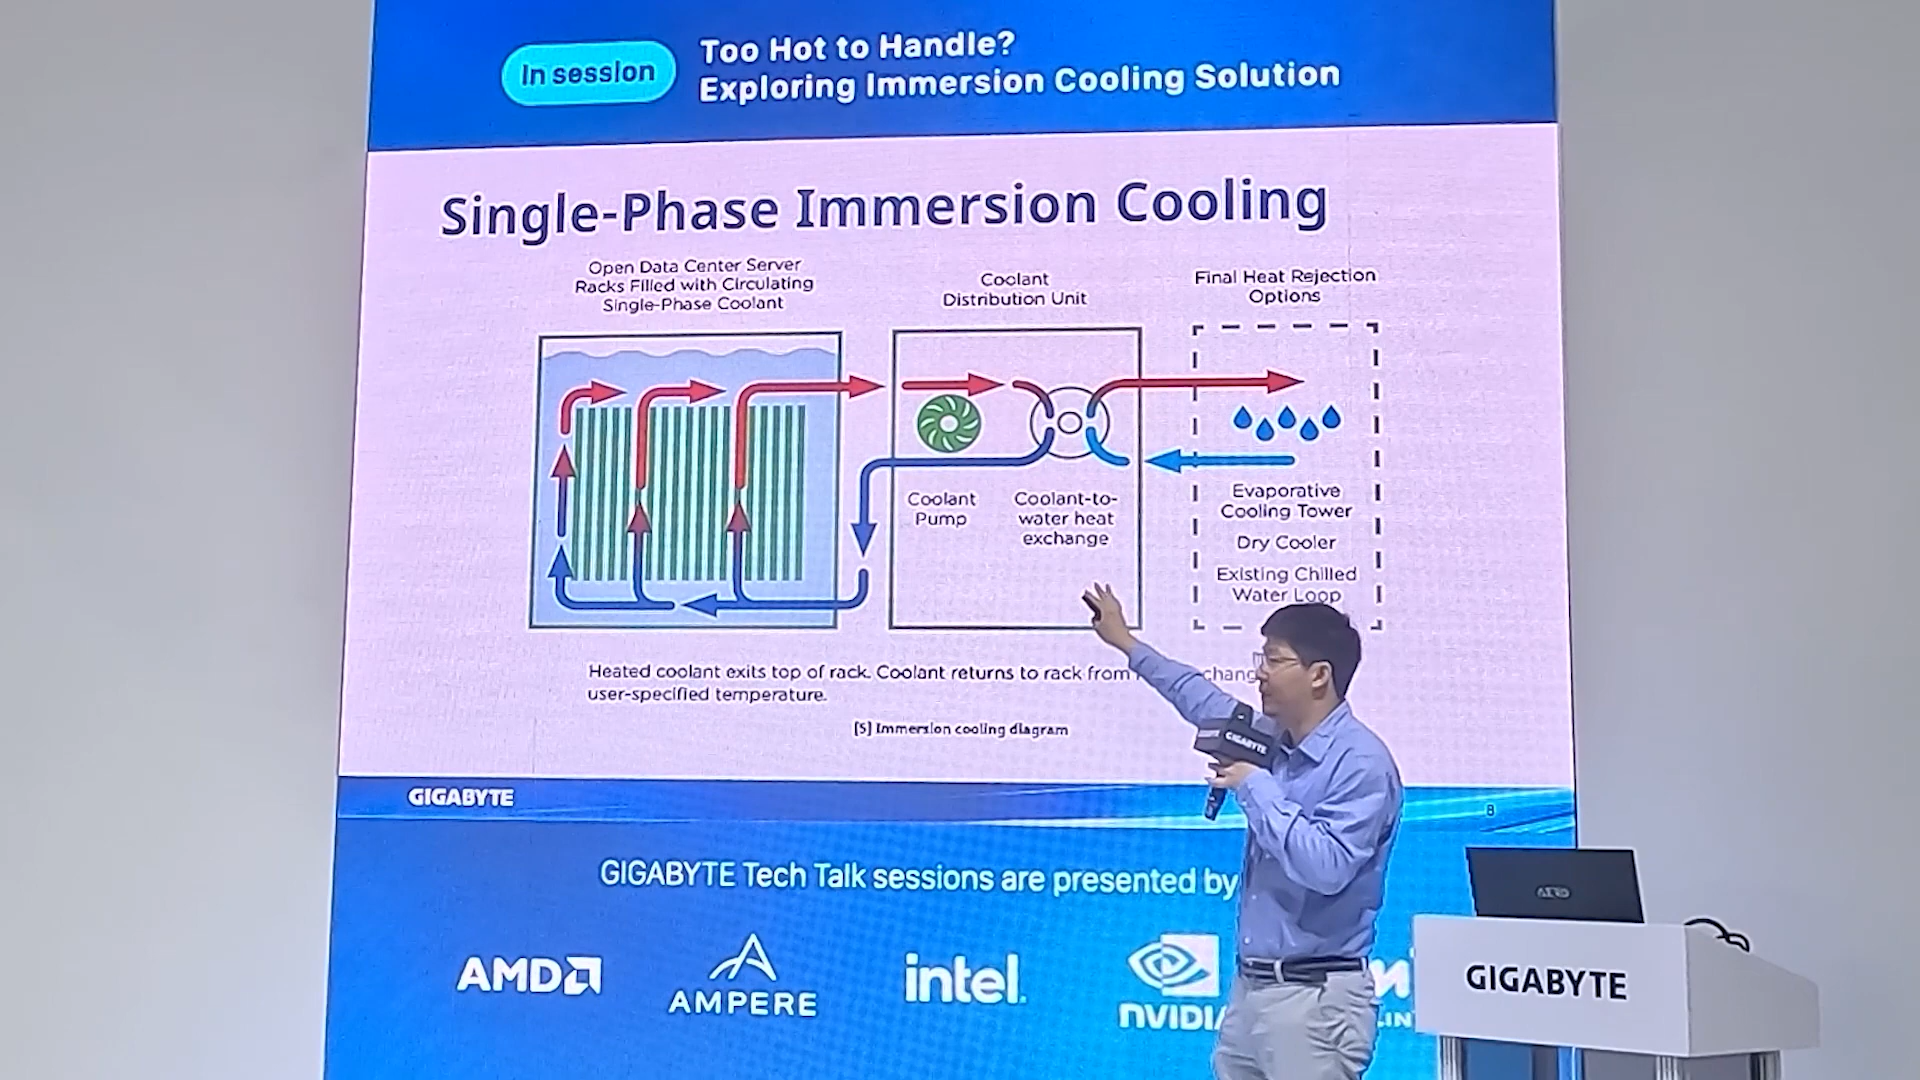 In session
Too Hot to Handle?
Exploring Immersion Cooling Solution
Single-Phase Immersion Cooling
Open Data Center Server
Racks Filled with Circulating
Single-Phase Coolant
Coolant
Distribution Unit
Final Heat Rejection
Options
Coolant
Pump
Coolant-to-
water heat
exchange
Evaporative
Cooling Tower
Dry Cooler
Existing Chilled
Water Loop
Heated coolant exits top of rack. Coolant returns to rack from
user-specified temperature.
[5] Immersion cooling diagram
GIGABYTE
GIGABYTE
8
GIGABYTE Tech Talk sessions are presented by
AMD
AMPERE
intel.
NVIDIA
AERO
GIGABYTE